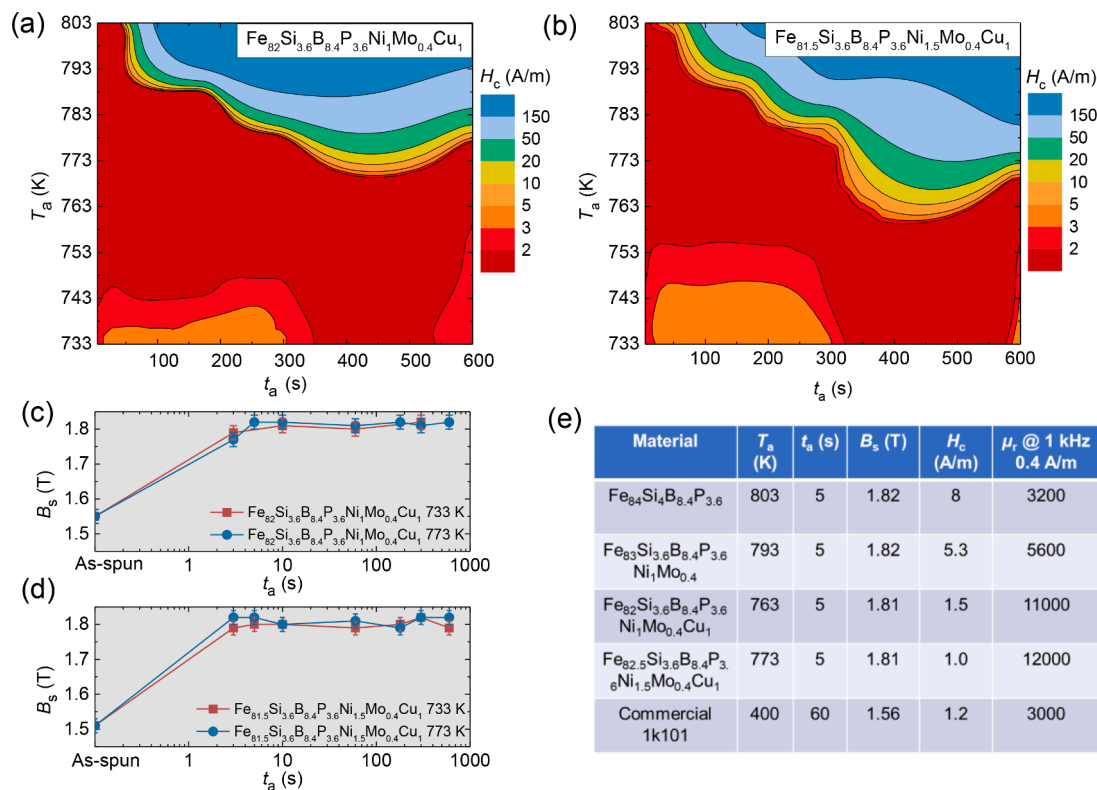 (a)
Fe82Si3.6B8.4P3.6Ni1Mo0.4Cu1
Hc (A/m)
150
50
20
10
5
3
2
803
793
783
773
763
753
743
733
Ta (K)
100 200 300 400 500 600
ta (s)
(b)
Fe81.5Si3.6B8.4P3.6Ni1.5Mo0.4Cu1
Hc (A/m)
150
50
20
10
5
3
2
803
793
783
773
763
753
743
733
Ta (K)
100 200 300 400 500 600
ta (s)
(c)
1.8
1.7
1.6
1.5
Bs (T)
Fe82Si3.6B8.4P3.6Ni1Mo0.4Cu1 733 K
Fe82Si3.6B8.4P3.6Ni1Mo0.4Cu1 773 K
As-spun 1 10 100 1000
ta (s)
(d)
1.8
1.7
1.6
1.5
Bs (T)
Fe81.5Si3.6B8.4P3.6Ni1.5Mo0.4Cu1 733 K
Fe81.5Si3.6B8.4P3.6Ni1.5Mo0.4Cu1 773 K
As-spun 1 10 100 1000
ta (s)
(e)
Material Ta (K) ta (s) Bs (T) Hc (A/m) μr @ 1 kHz 0.4 A/m
Fe84Si4B8.4P3.6 803 5 1.82 8 3200
Fe83Si3.6B8.4P3.6
Ni1Mo0.4 793 5 1.82 5.3 5600
Fe82Si3.6B8.4P3.6
Ni1Mo0.4Cu1 763 5 1.81 1.5 11000
Fe82.5Si3.6B8.4P3.
6Ni1.5Mo0.4Cu1 773 5 1.81 1.0 12000
Commercial
1k101 400 60 1.56 1.2 3000